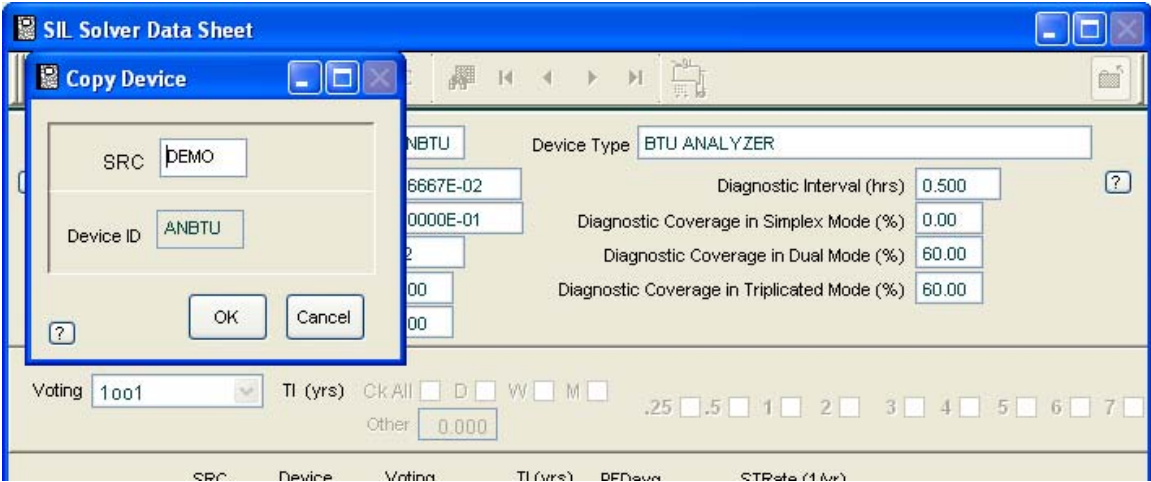 SIL Solver Data Sheet
Copy Device
SRC DEMO
Device ID ANBTU
OK Cancel
?
NBTU Device Type BTU ANALYZER
6667E-02 Diagnostic Interval (hrs) 0.500 ?
0000E-01 Diagnostic Coverage in Simplex Mode (%) 0.00
2 Diagnostic Coverage in Dual Mode (%) 60.00
00 Diagnostic Coverage in Triplicated Mode (%) 60.00
00
Voting 1oo1 TI (yrs) Ck All D W M .25 .5 1 2 3 4 5 6 7
Other 0.000
SRC Device Voting TI (yrs) PFDavg STRate (1/yr)